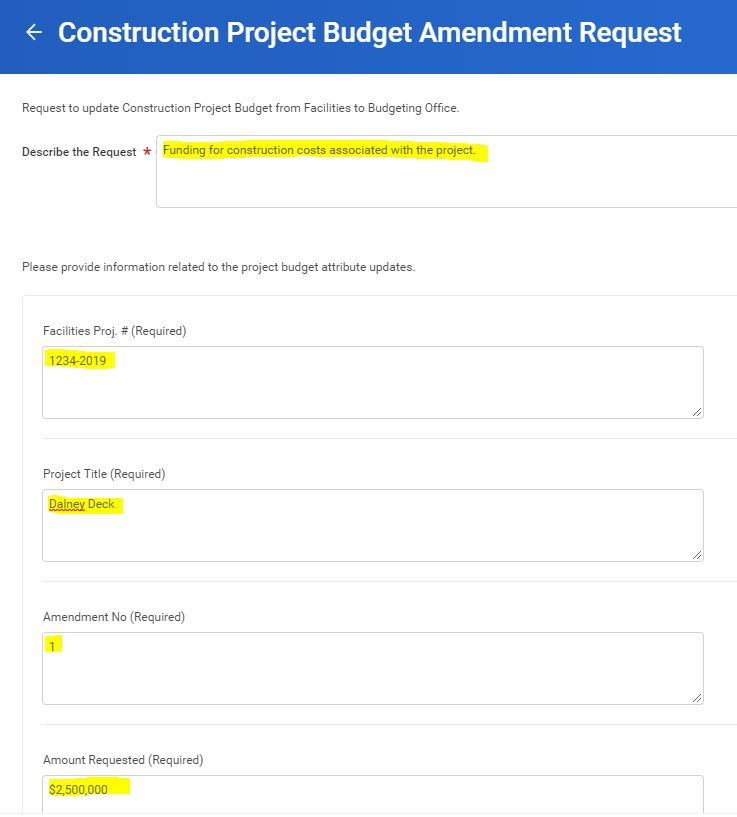 Construction Project Budget Amendment Request
Request to update Construction Project Budget from Facilities to Budgeting Office.
Describe the Request *
Funding for construction costs associated with the project.
Please provide information related to the project budget attribute updates.
Facilities Proj. # (Required)
1234-2019
Project Title (Required)
Dalney Deck
Amendment No (Required)
1
Amount Requested (Required)
$2,500,000